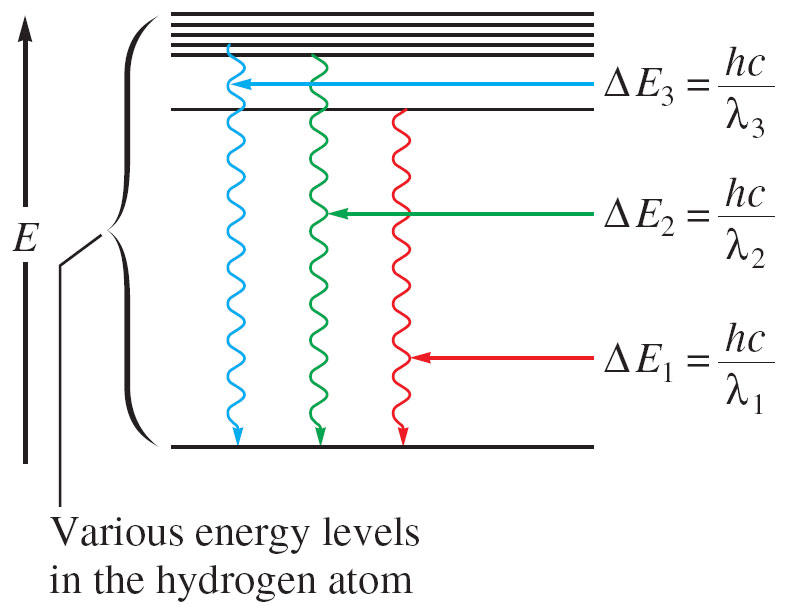 ΔE₃ = hc/λ₃
E
ΔE₂ = hc/λ₂
ΔE₁ = hc/λ₁
Various energy levels
in the hydrogen atom